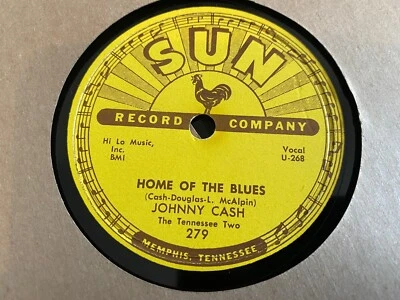 SUN
RECORD COMPANY
Hi Lo Music,
Inc.
BMI
Vocal
U-268
HOME OF THE BLUES
(Cash-Douglas-L. McAlpin)
JOHNNY CASH
The Tennessee Two
279
MEMPHIS, TENNESSEE